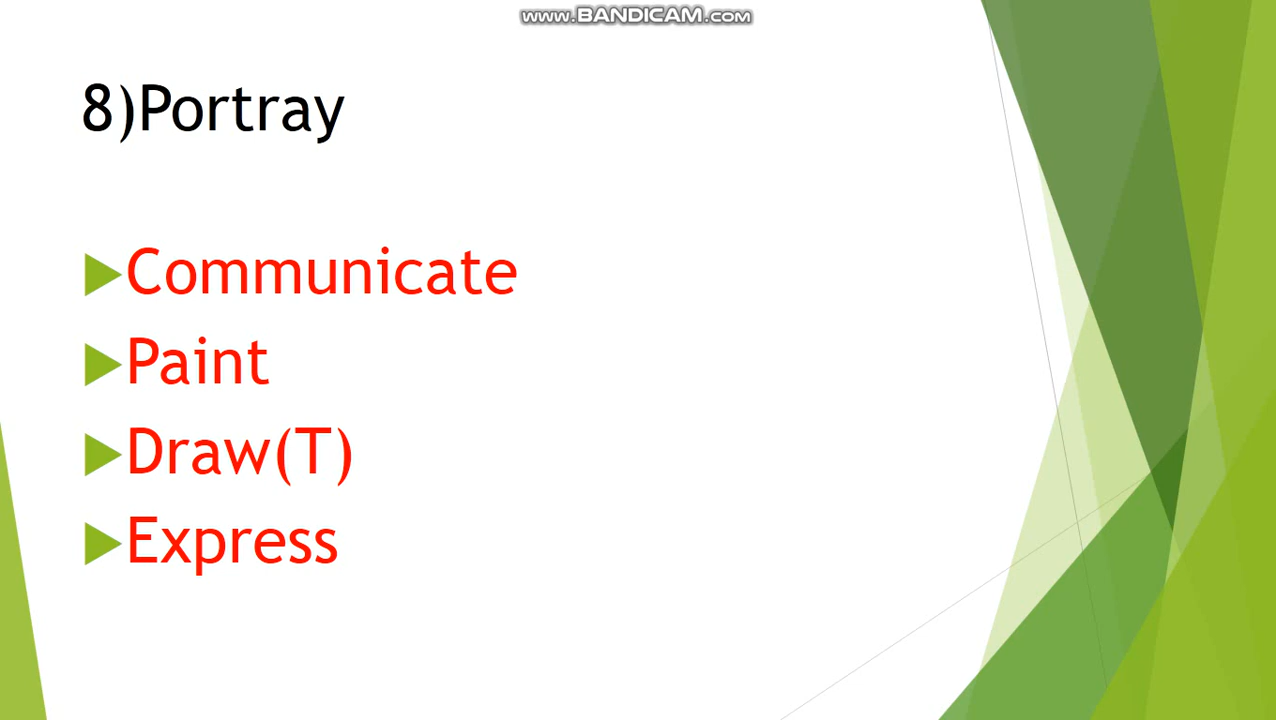 www.BANDICAM.com
8)Portray
Communicate
Paint
Draw(T)
Express